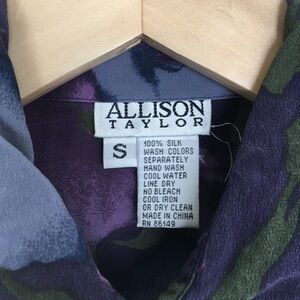 ALLISON
TAYLOR
S
100% SILK
WASH COLORS
SEPARATELY
HAND WASH
COOL WATER
LINE DRY
NO BLEACH
COOL IRON
OR DRY CLEAN
MADE IN CHINA
RN 86149